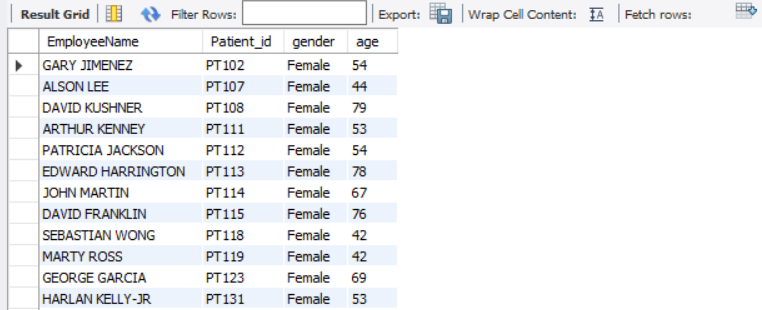 Result Grid Filter Rows: Export: Wrap Cell Content: IA Fetch rows:
EmployeeName Patient_id gender age
GARY JIMENEZ PT102 Female 54
ALSON LEE PT107 Female 44
DAVID KUSHNER PT108 Female 79
ARTHUR KENNEY PT111 Female 53
PATRICIA JACKSON PT112 Female 54
EDWARD HARRINGTON PT113 Female 78
JOHN MARTIN PT114 Female 67
DAVID FRANKLIN PT115 Female 76
SEBASTIAN WONG PT118 Female 42
MARTY ROSS PT119 Female 42
GEORGE GARCIA PT123 Female 69
HARLAN KELLY-JR PT131 Female 53